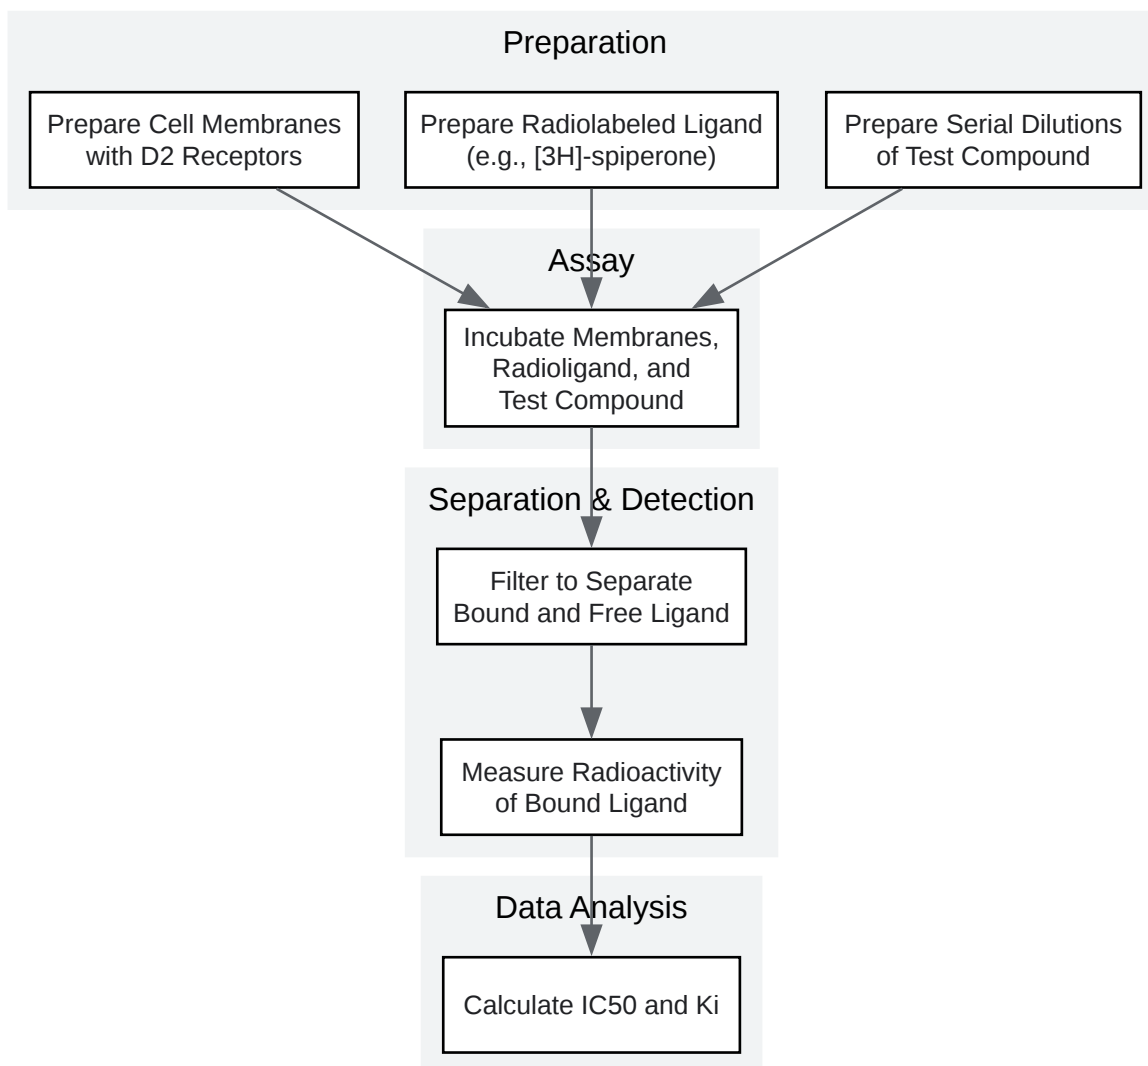 Preparation
Prepare Cell Membranes
with D2 Receptors
Prepare Radiolabeled Ligand
(e.g., [3H]-spiperone)
Prepare Serial Dilutions
of Test Compound
Assay
Incubate Membranes,
Radioligand, and
Test Compound
Separation & Detection
Filter to Separate
Bound and Free Ligand
Measure Radioactivity
of Bound Ligand
Data Analysis
Calculate IC50 and Ki